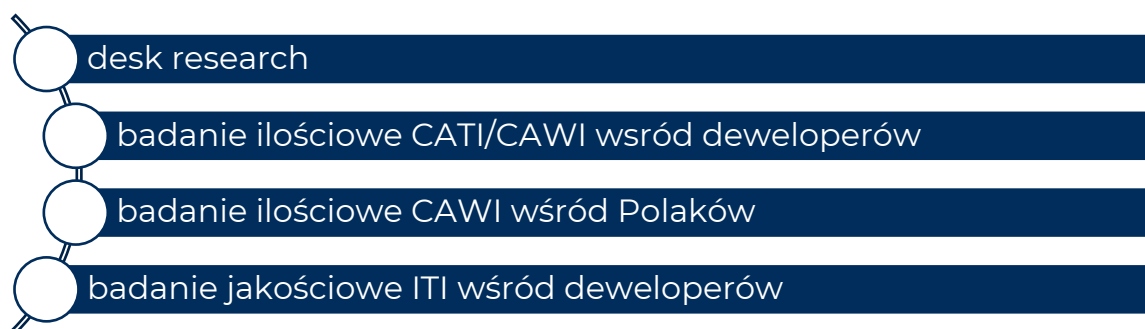 desk research
badanie ilościowe CATI/CAWI wsród deweloperów
badanie ilościowe CAWI wśród Polaków
badanie jakościowe ITI wśród deweloperów